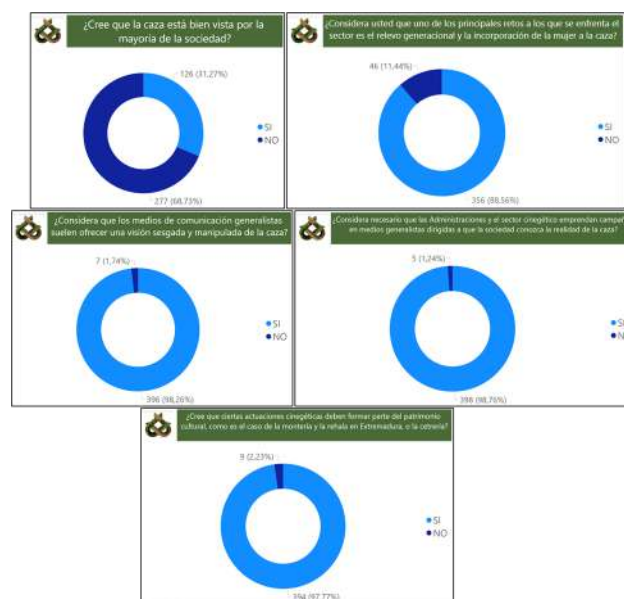 ¿Cree que la caza está bien vista por la
mayoría de la sociedad?
126 (31,27%)
SI
NO
277 (68,73%)
¿Considera usted que uno de los principales retos a los que se enfrenta el
sector es el relevo generacional y la incorporación de la mujer a la caza?
46 (11,44%)
SI
NO
356 (88,56%)
¿Considera que los medios de comunicación generalistas
suelen ofrecer una visión sesgada y manipulada de la caza?
7 (1,74%)
SI
NO
396 (98,26%)
¿Considera necesario que las Administraciones y el sector cinegético emprendan campañ
en medios generalistas dirigidas a que la sociedad conozca la realidad de la caza?
5 (1,24%)
SI
N
398 (98,76%)
¿Cree que ciertas actuaciones cinegéticas deben formar parte del patrimonio
cultural, como es el caso de la montería y la rehala en Extremadura, o la cetrería?
9 (2,23%)
SI
NO
394 (97,77%)